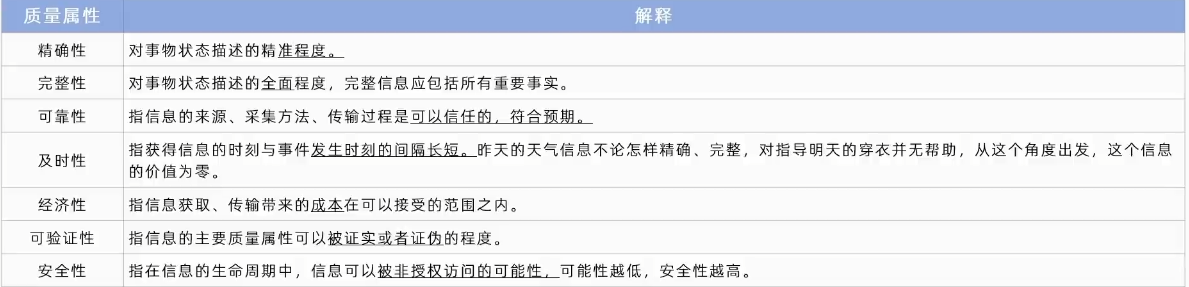 质量属性 解释
精确性 对事物状态描述的精准程度。
完整性 对事物状态描述的全面程度，完整信息应包括所有重要事实。
可靠性 指信息的来源、采集方法、传输过程是可以信任的，符合预期。
及时性 指获得信息的时刻与事件发生时刻的间隔长短。昨天的天气信息不论怎样精确、完整，对指导明天的穿衣并无帮助，从这个角度出发，这个信息
的价值为零。
经济性 指信息获取、传输带来的成本在可以接受的范围之内。
可验证性 指信息的主要质量属性可以被证实或者证伪的程度。
安全性 指在信息的生命周期中，信息可以被非授权访问的可能性，可能性越低，安全性越高。